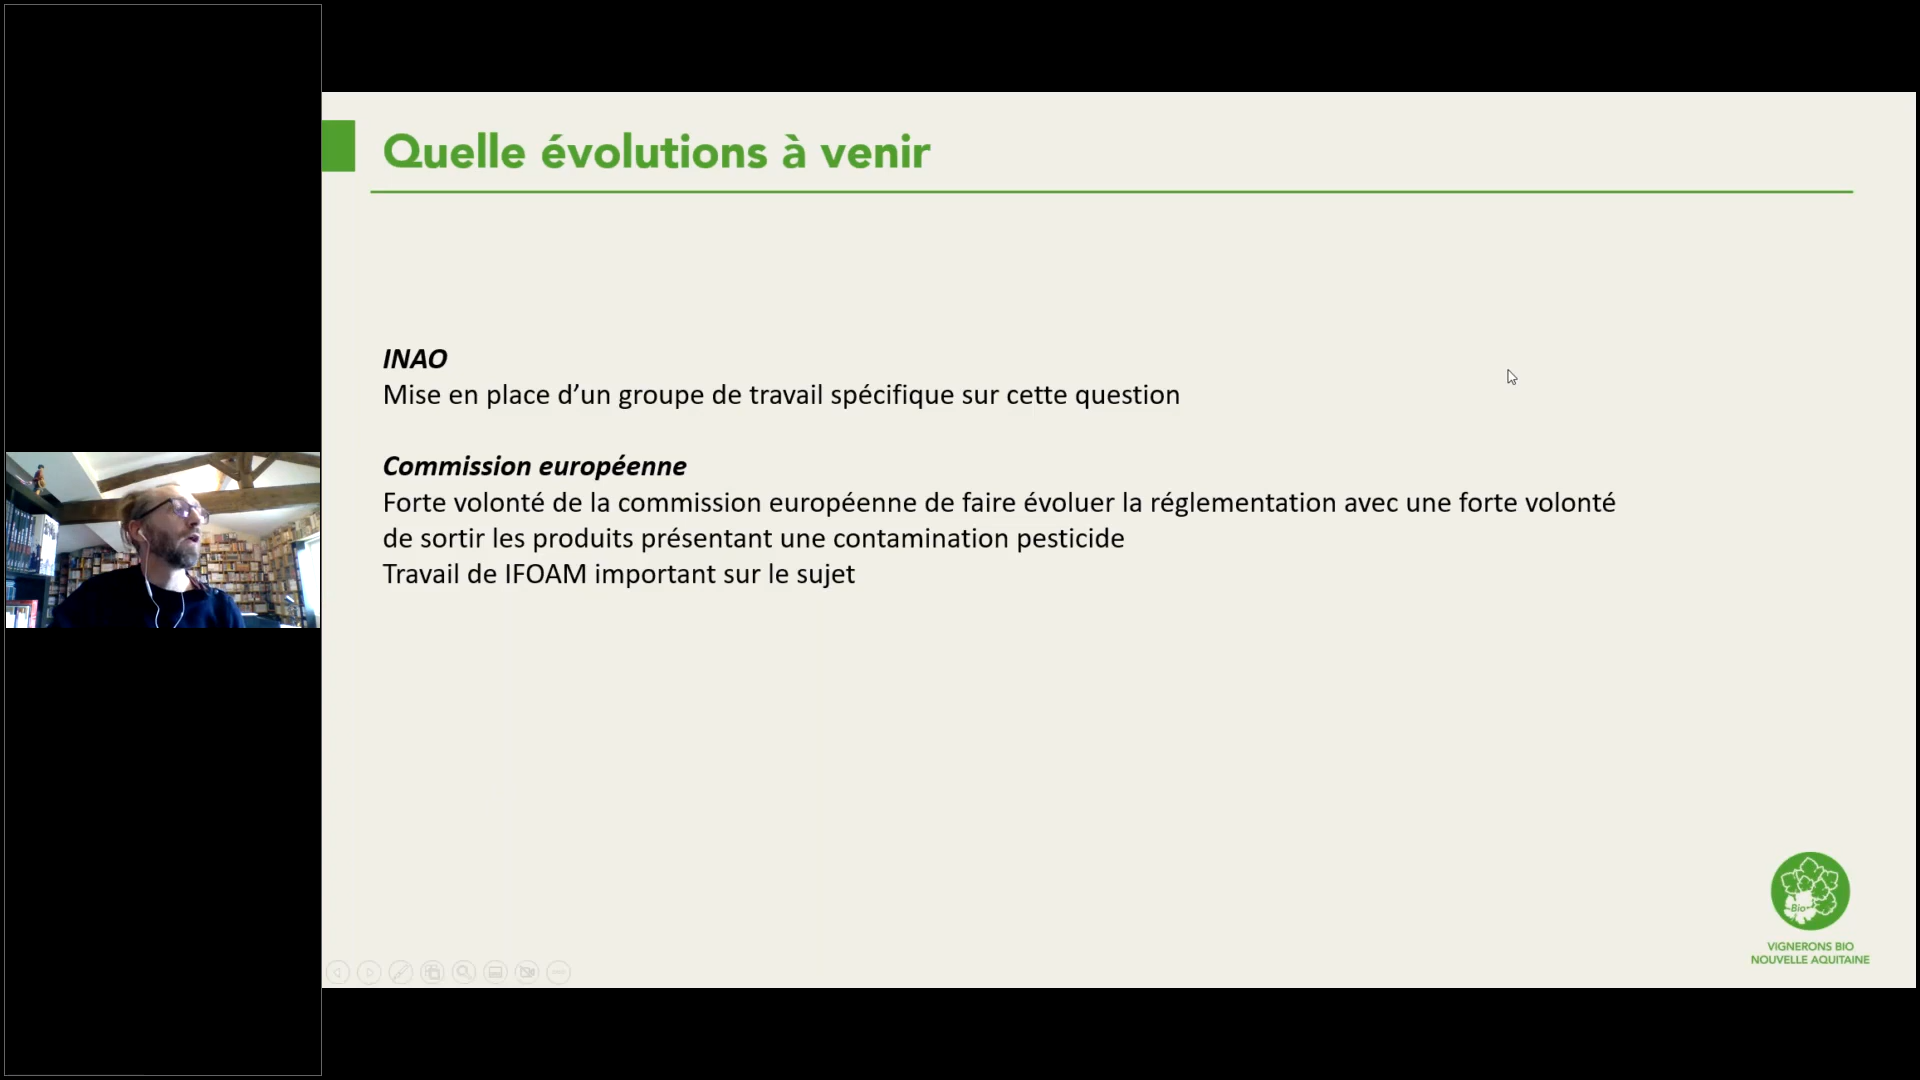 Quelle évolutions à venir
INAO
Mise en place d’un groupe de travail spécifique sur cette question
Commission européenne
Forte volonté de la commission européenne de faire évoluer la réglementation avec une forte volonté
de sortir les produits présentant une contamination pesticide
Travail de IFOAM important sur le sujet
Bio
VIGNERONS BIO
NOUVELLE AQUITAINE